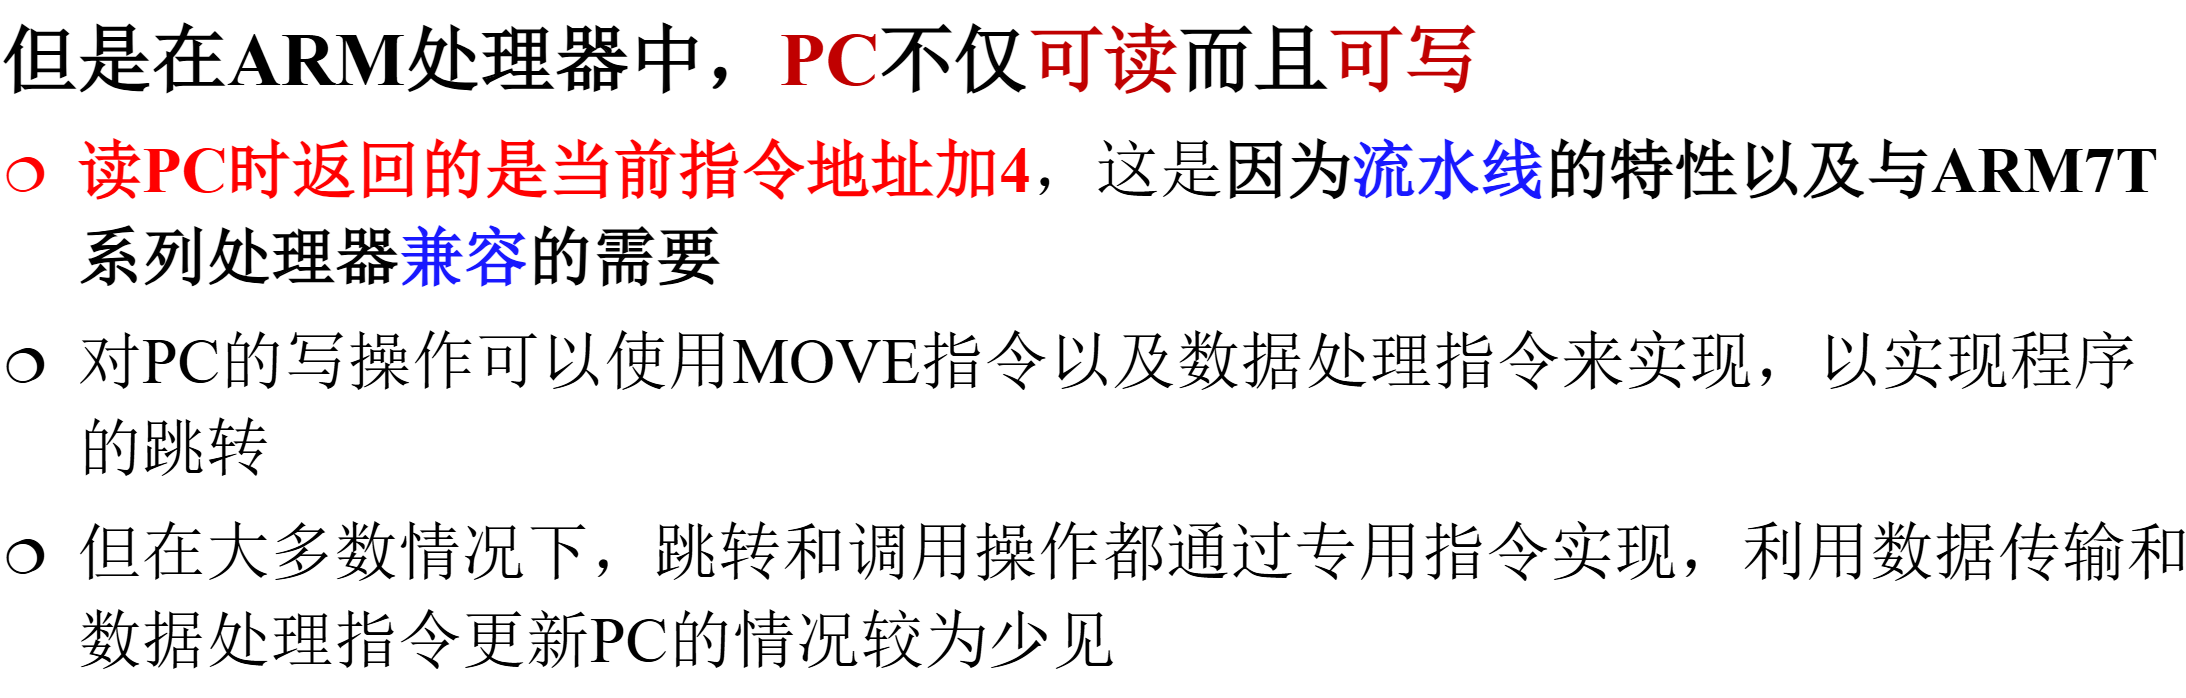 但是在ARM处理器中，PC不仅可读而且可写
读PC时返回的是当前指令地址加4，这是因为流水线的特性以及与ARM7T
系列处理器兼容的需要
对PC的写操作可以使用MOVE指令以及数据处理指令来实现，以实现程序
的跳转
但在大多数情况下，跳转和调用操作都通过专用指令实现，利用数据传输和
数据处理指令更新PC的情况较为少见